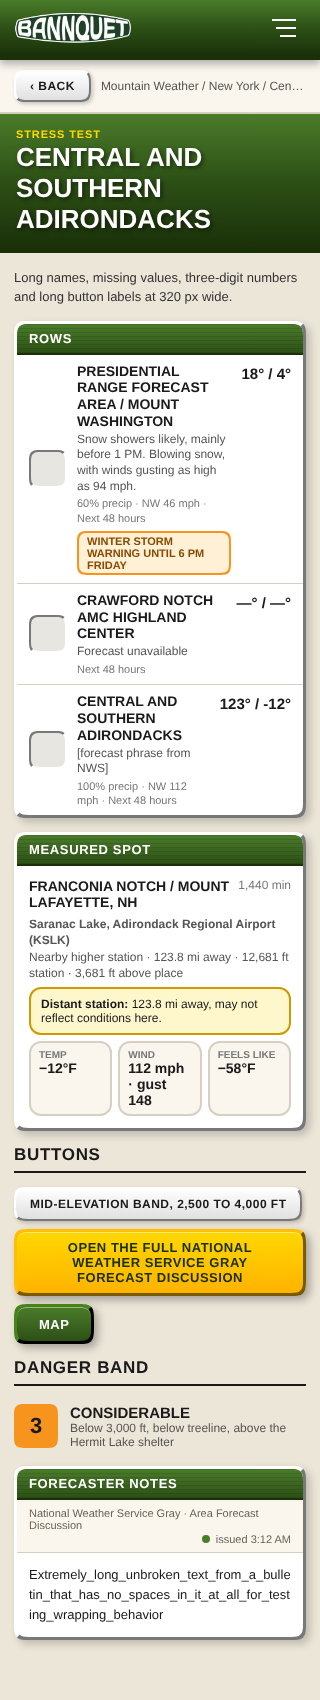 BANNQUET
‹ BACK
Mountain Weather / New York / Cen…
STRESS TEST
CENTRAL AND
SOUTHERN
ADIRONDACKS
Long names, missing values, three-digit numbers
and long button labels at 320 px wide.
ROWS
PRESIDENTIAL
RANGE FORECAST
AREA / MOUNT
WASHINGTON
18° / 4°
Snow showers likely, mainly
before 1 PM. Blowing snow,
with winds gusting as high
as 94 mph.
60% precip · NW 46 mph ·
Next 48 hours
WINTER STORM
WARNING UNTIL 6 PM
FRIDAY
CRAWFORD NOTCH
AMC HIGHLAND
CENTER
—° / —°
Forecast unavailable
Next 48 hours
CENTRAL AND
SOUTHERN
ADIRONDACKS
123° / -12°
[forecast phrase from
NWS]
100% precip · NW 112
mph · Next 48 hours
MEASURED SPOT
FRANCONIA NOTCH / MOUNT
LAFAYETTE, NH
1,440 min
Saranac Lake, Adirondack Regional Airport
(KSLK)
Nearby higher station · 123.8 mi away · 12,681 ft
station · 3,681 ft above place
Distant station: 123.8 mi away, may not
reflect conditions here.
TEMP
−12°F
WIND
112 mph
· gust
148
FEELS LIKE
−58°F
BUTTONS
MID-ELEVATION BAND, 2,500 TO 4,000 FT
OPEN THE FULL NATIONAL
WEATHER SERVICE GRAY
FORECAST DISCUSSION
MAP
DANGER BAND
3
CONSIDERABLE
Below 3,000 ft, below treeline, above the
Hermit Lake shelter
FORECASTER NOTES
National Weather Service Gray · Area Forecast
Discussion
issued 3:12 AM
Extremely_long_unbroken_text_from_a_bulle
tin_that_has_no_spaces_in_it_at_all_for_test
ing_wrapping_behavior